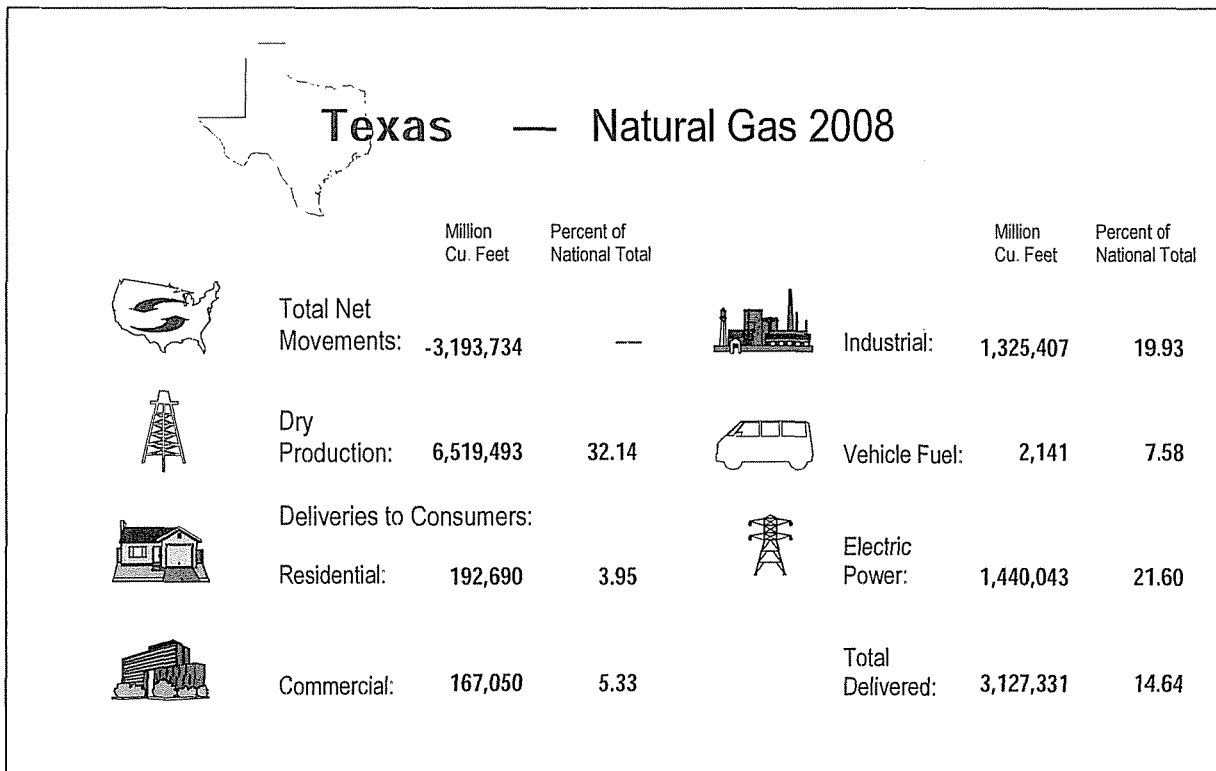 Texas — Natural Gas 2008
Million
Cu. Feet
Percent of
National Total
Total Net
Movements: -3,193,734 —
Dry
Production: 6,519,493 32.14
Deliveries to Consumers:
Residential: 192,690 3.95
Commercial: 167,050 5.33
Million
Cu. Feet
Percent of
National Total
Industrial: 1,325,407 19.93
Vehicle Fuel: 2,141 7.58
Electric
Power: 1,440,043 21.60
Total
Delivered: 3,127,331 14.64